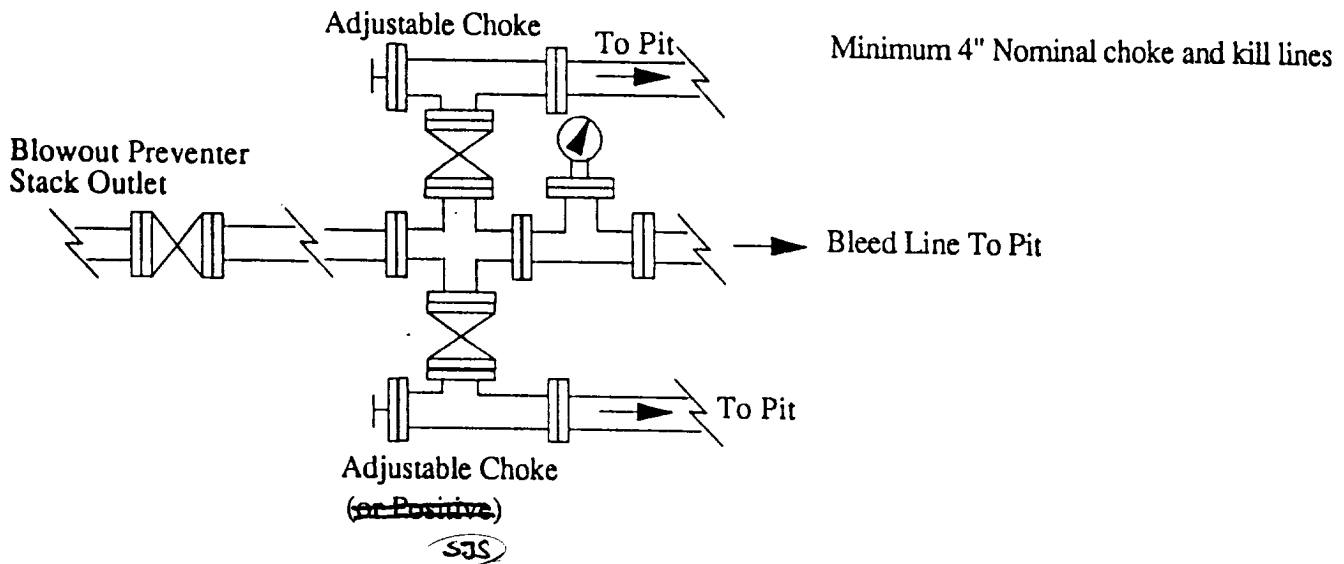 Adjustable Choke
To Pit
Minimum 4" Nominal choke and kill lines
Blowout Preventer
Stack Outlet
Bleed Line To Pit
To Pit
Adjustable Choke
(or Positive)
SJS